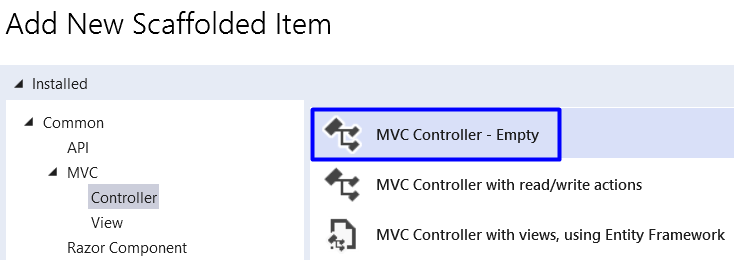 Add New Scaffolded Item
Installed
Common
API
MVC
Controller
View
Razor Component
MVC Controller - Empty
MVC Controller with read/write actions
MVC Controller with views, using Entity Framework